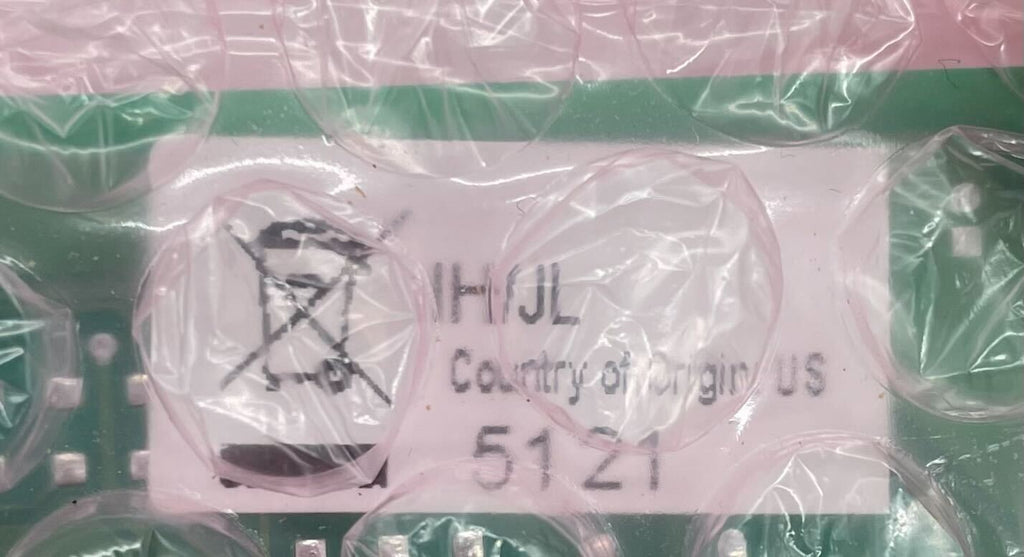 IH/JL
Country of Origin: US
51 21